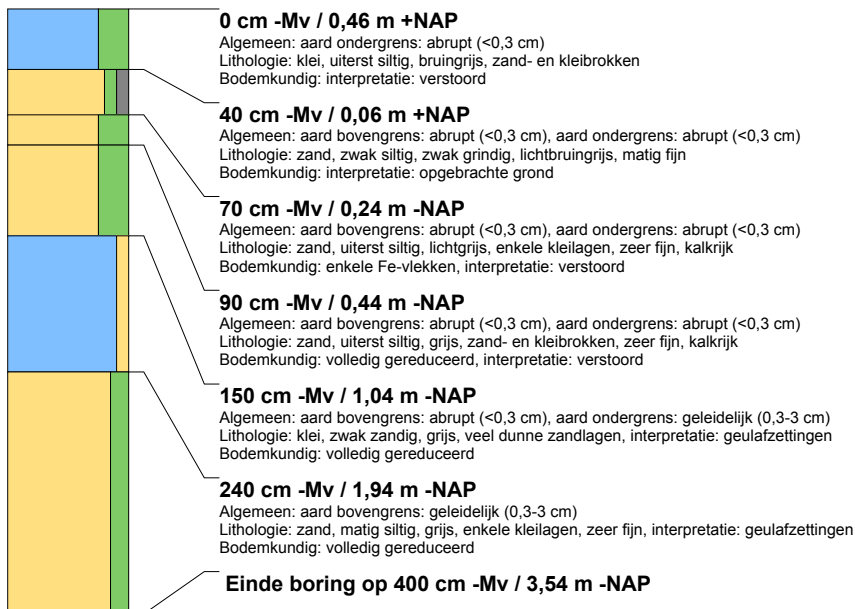 0 cm -Mv / 0,46 m +NAP
Algemeen: aard ondergrens: abrupt (<0,3 cm)
Lithologie: klei, uiterst siltig, bruingrijs, zand- en kleibrokken
Bodemkundig: interpretatie: verstoord
40 cm -Mv / 0,06 m +NAP
Algemeen: aard bovengrens: abrupt (<0,3 cm), aard ondergrens: abrupt (<0,3 cm)
Lithologie: zand, zwak siltig, zwak grindig, lichtbruingrijs, matig fijn
Bodemkundig: interpretatie: opgebrachte grond
70 cm -Mv / 0,24 m -NAP
Algemeen: aard bovengrens: abrupt (<0,3 cm), aard ondergrens: abrupt (<0,3 cm)
Lithologie: zand, uiterst siltig, lichtgrijs, enkele kleilagen, zeer fijn, kalkrijk
Bodemkundig: enkele Fe-vlekken, interpretatie: verstoord
90 cm -Mv / 0,44 m -NAP
Algemeen: aard bovengrens: abrupt (<0,3 cm), aard ondergrens: abrupt (<0,3 cm)
Lithologie: zand, uiterst siltig, grijs, zand- en kleibrokken, zeer fijn, kalkrijk
Bodemkundig: volledig gereduceerd, interpretatie: verstoord
150 cm -Mv / 1,04 m -NAP
Algemeen: aard bovengrens: abrupt (<0,3 cm), aard ondergrens: geleidelijk (0,3-3 cm)
Lithologie: klei, zwak zandig, grijs, veel dunne zandlagen, interpretatie: geulafzettingen
Bodemkundig: volledig gereduceerd
240 cm -Mv / 1,94 m -NAP
Algemeen: aard bovengrens: geleidelijk (0,3-3 cm)
Lithologie: zand, matig siltig, grijs, enkele kleilagen, zeer fijn, interpretatie: geulafzettingen
Bodemkundig: volledig gereduceerd
Einde boring op 400 cm -Mv / 3,54 m -NAP